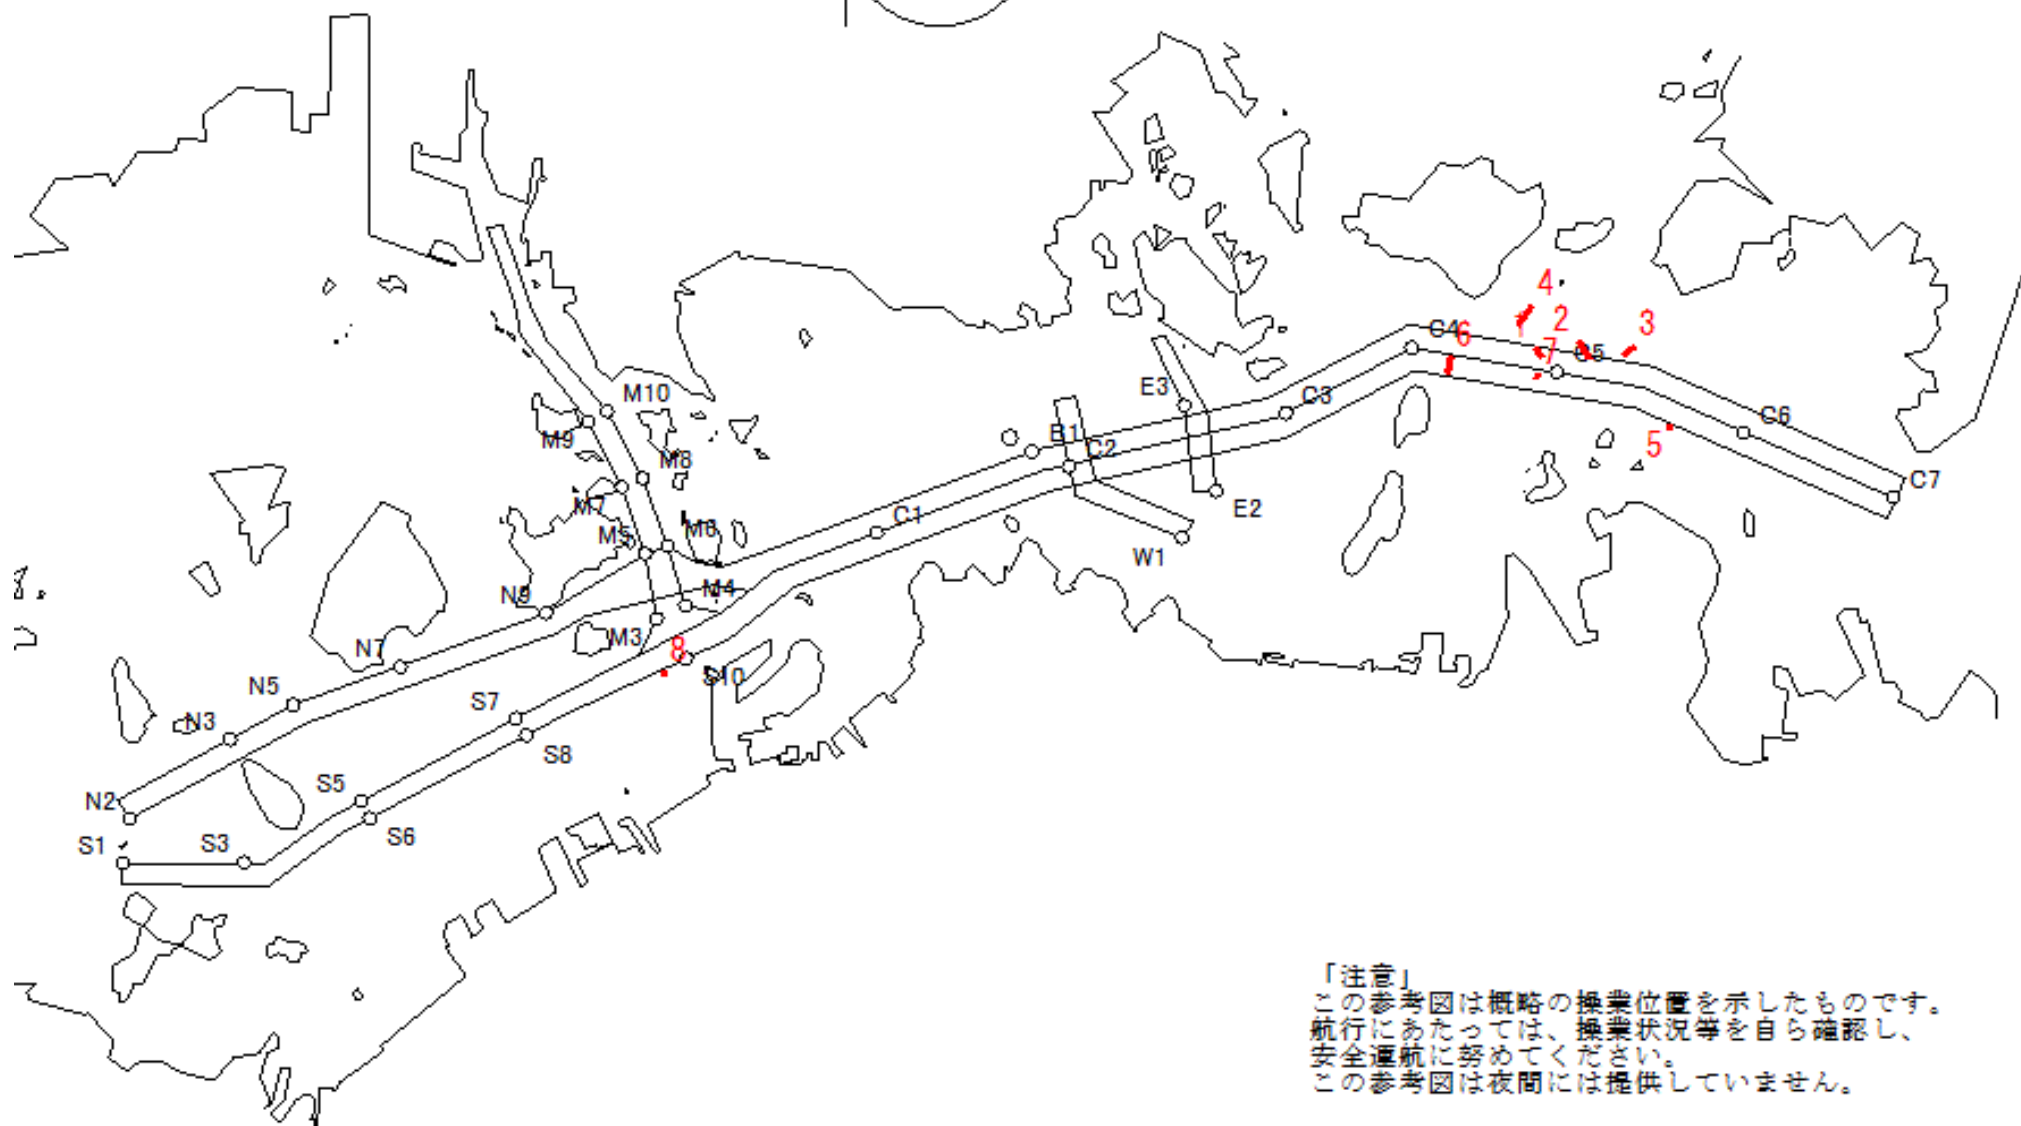 4
2
3
1
C4
6
7
C5
M10
E3
C3
C6
M9
B1
C2
5
M8
C7
M7
E2
C1
M5
M6
W1
N9
M4
M3
8
N7
S10
N5
S7
N3
S8
S5
N2
S6
S1
S3
「注意」
この参考図は概略の操業位置を示したものです。
航行にあたっては、操業状況等を自ら確認し、
安全運航に努めてください。
この参考図は夜間には提供していません。